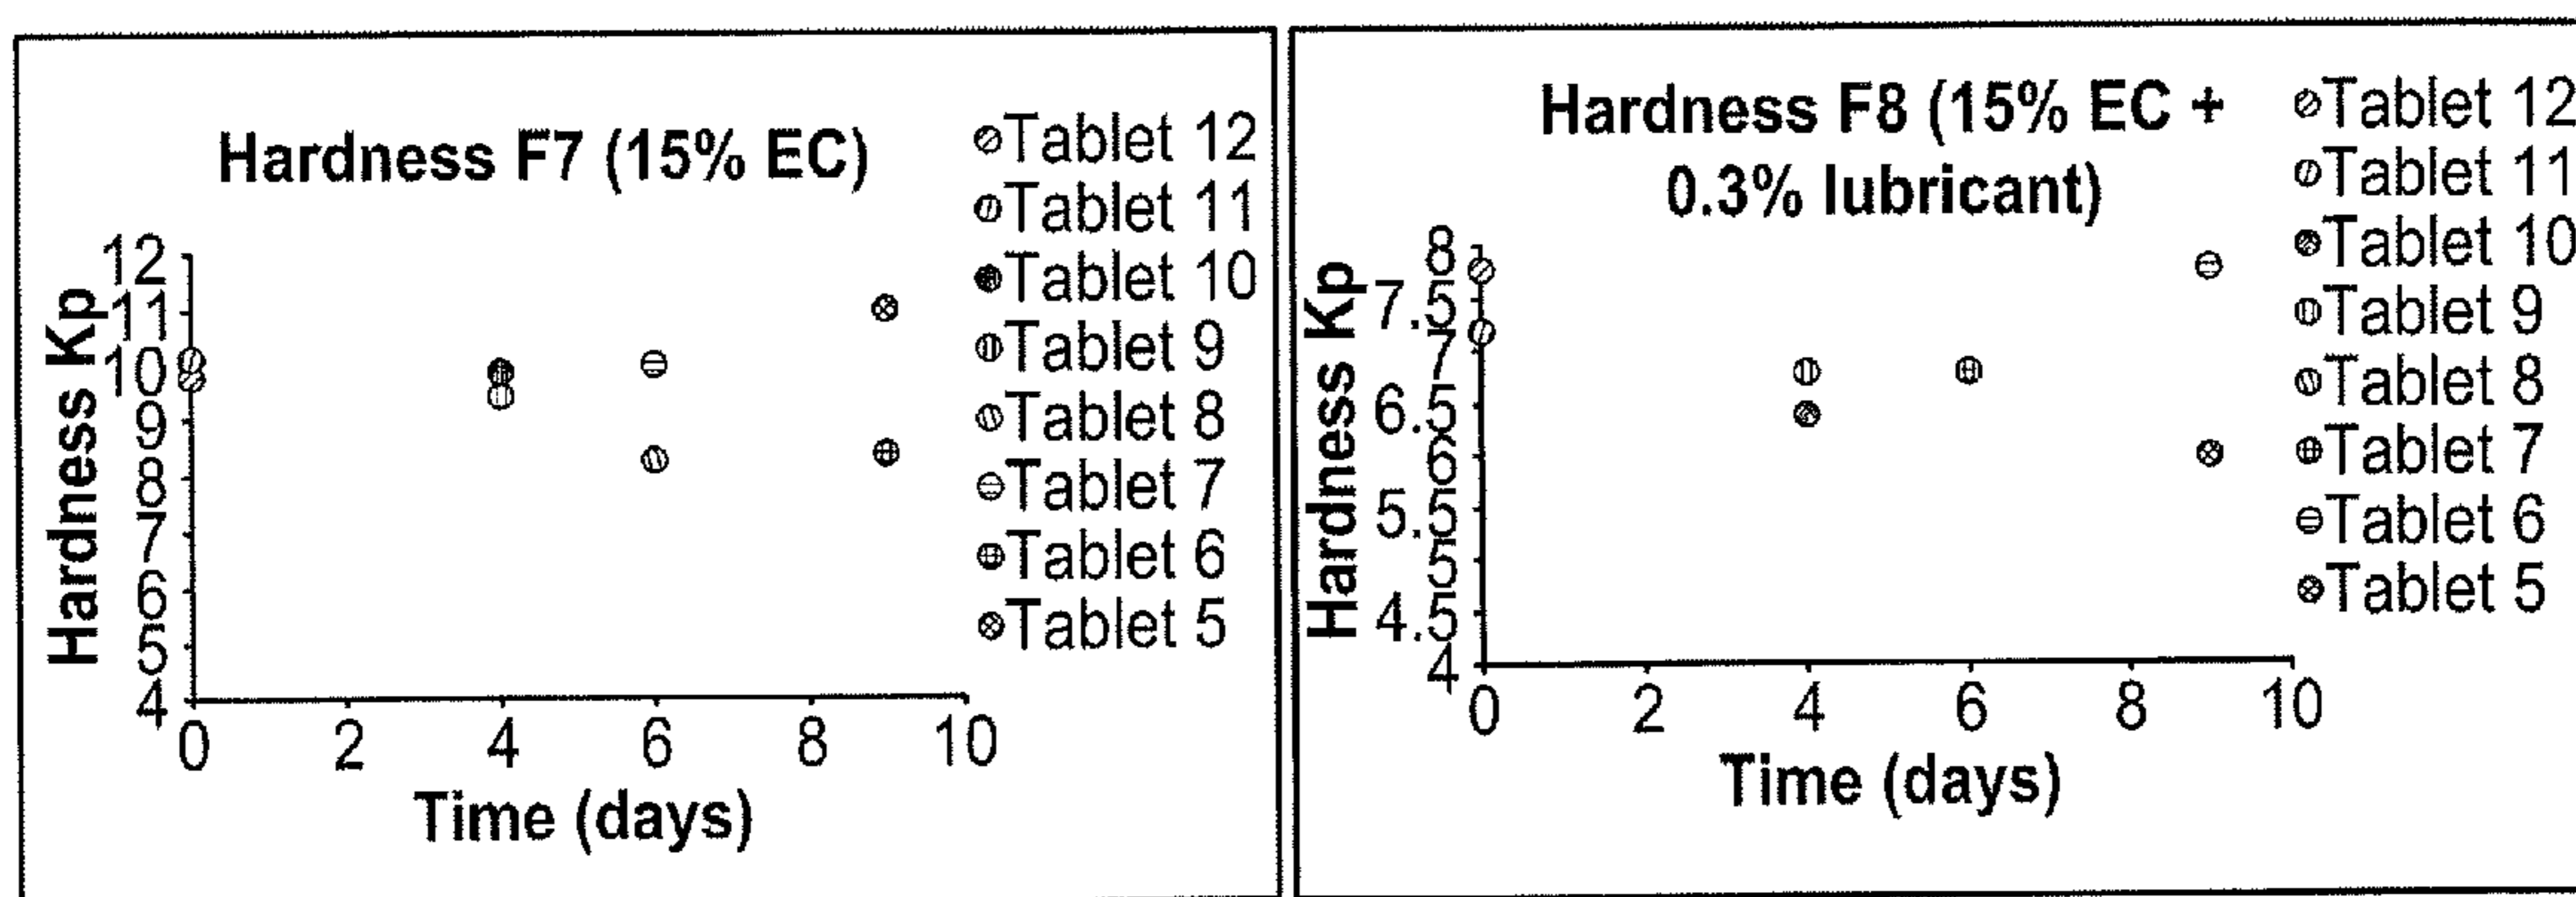 Hardness F7 (15% EC)
Hardness Kp
12
11
10
9
8
7
6
5
4
0 2 4 6 8 10
Time (days)
Tablet 12
Tablet 11
Tablet 10
Tablet 9
Tablet 8
Tablet 7
Tablet 6
Tablet 5
Hardness F8 (15% EC +
0.3% lubricant)
Hardness Kp
8
7.5
7
6.5
6
5.5
5
4.5
4
0 2 4 6 8 10
Time (days)
Tablet 12
Tablet 11
Tablet 10
Tablet 9
Tablet 8
Tablet 7
Tablet 6
Tablet 5